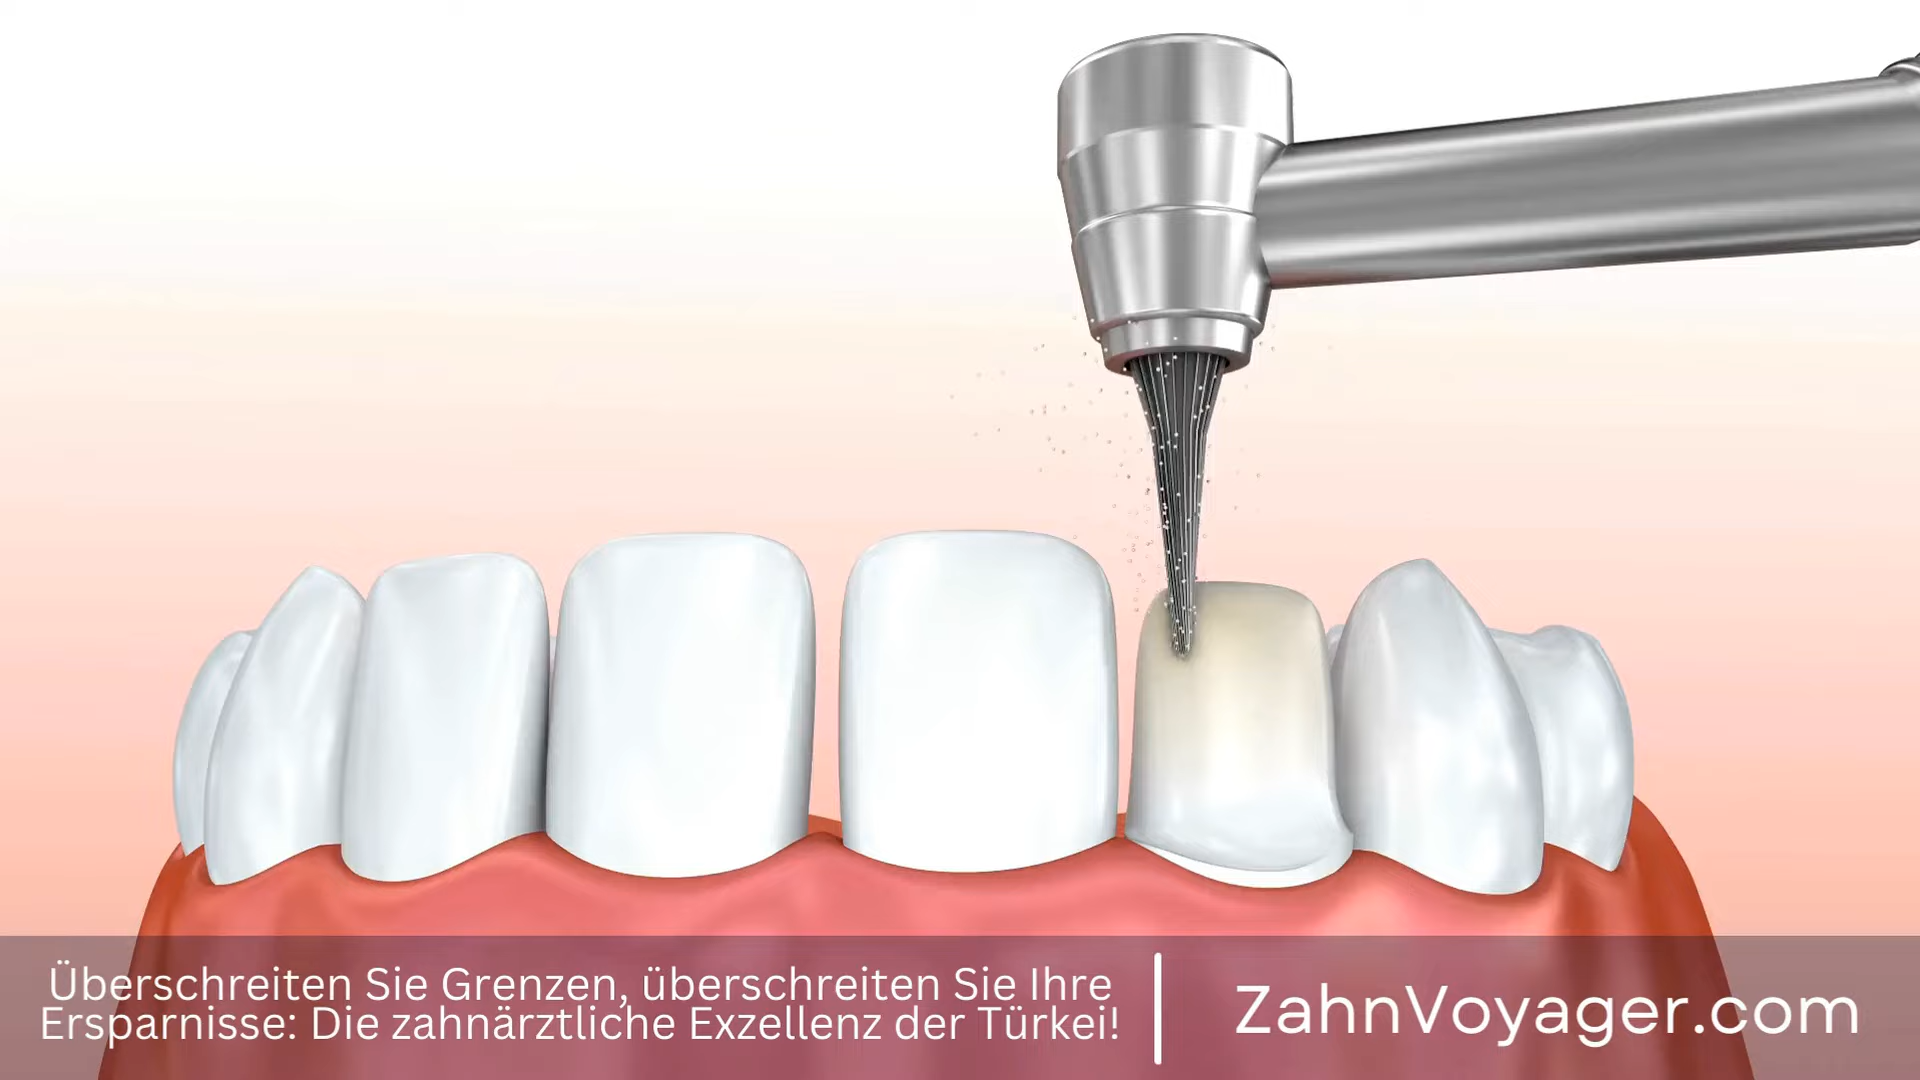 Überschreiten Sie Grenzen, überschreiten Sie Ihre
Ersparnisse: Die zahnärztliche Exzellenz der Türkei!
ZahnVoyager.com